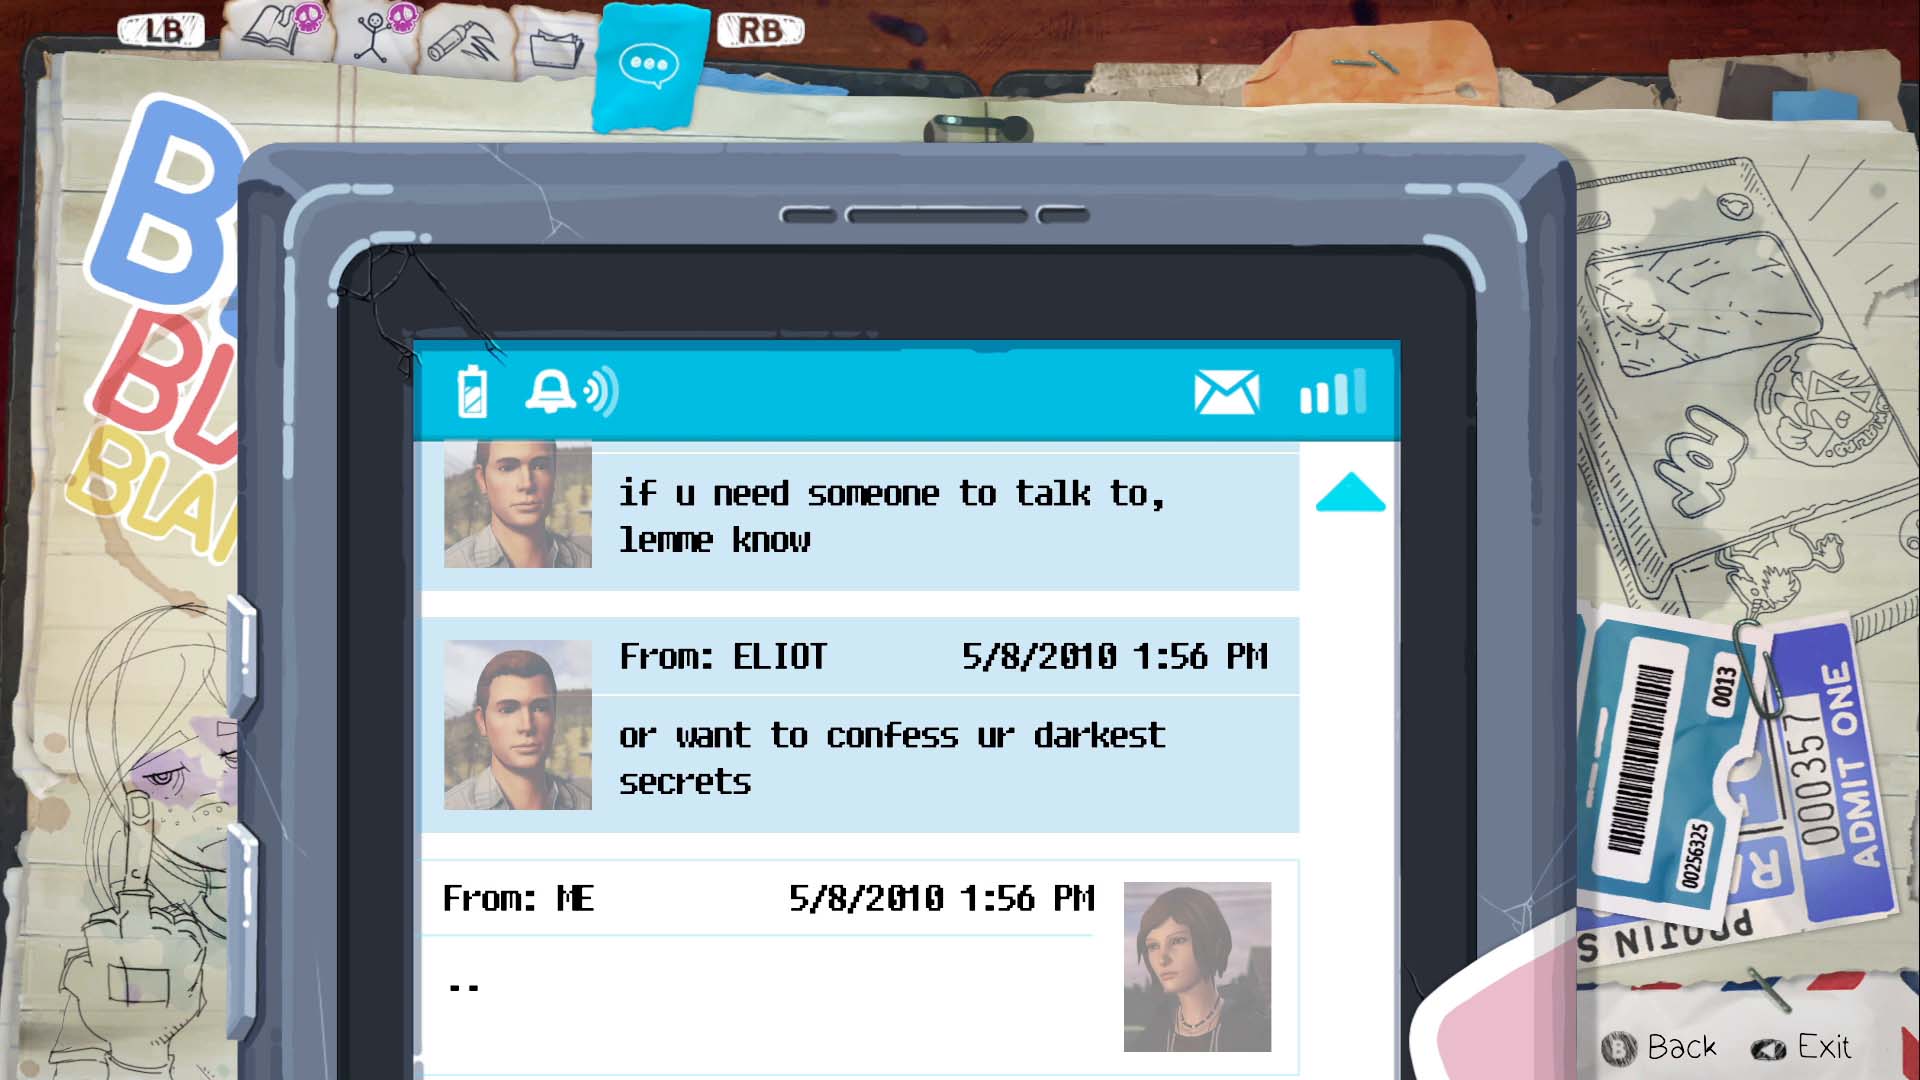 LB
RB
if u need someone to talk to,
lemme know
From: ELIOT 5/8/2010 1:56 PM
or want to confess ur darkest
secrets
From: ME 5/8/2010 1:56 PM
..
0013
00256325
000357
ADMIT ONE
B Back
Exit